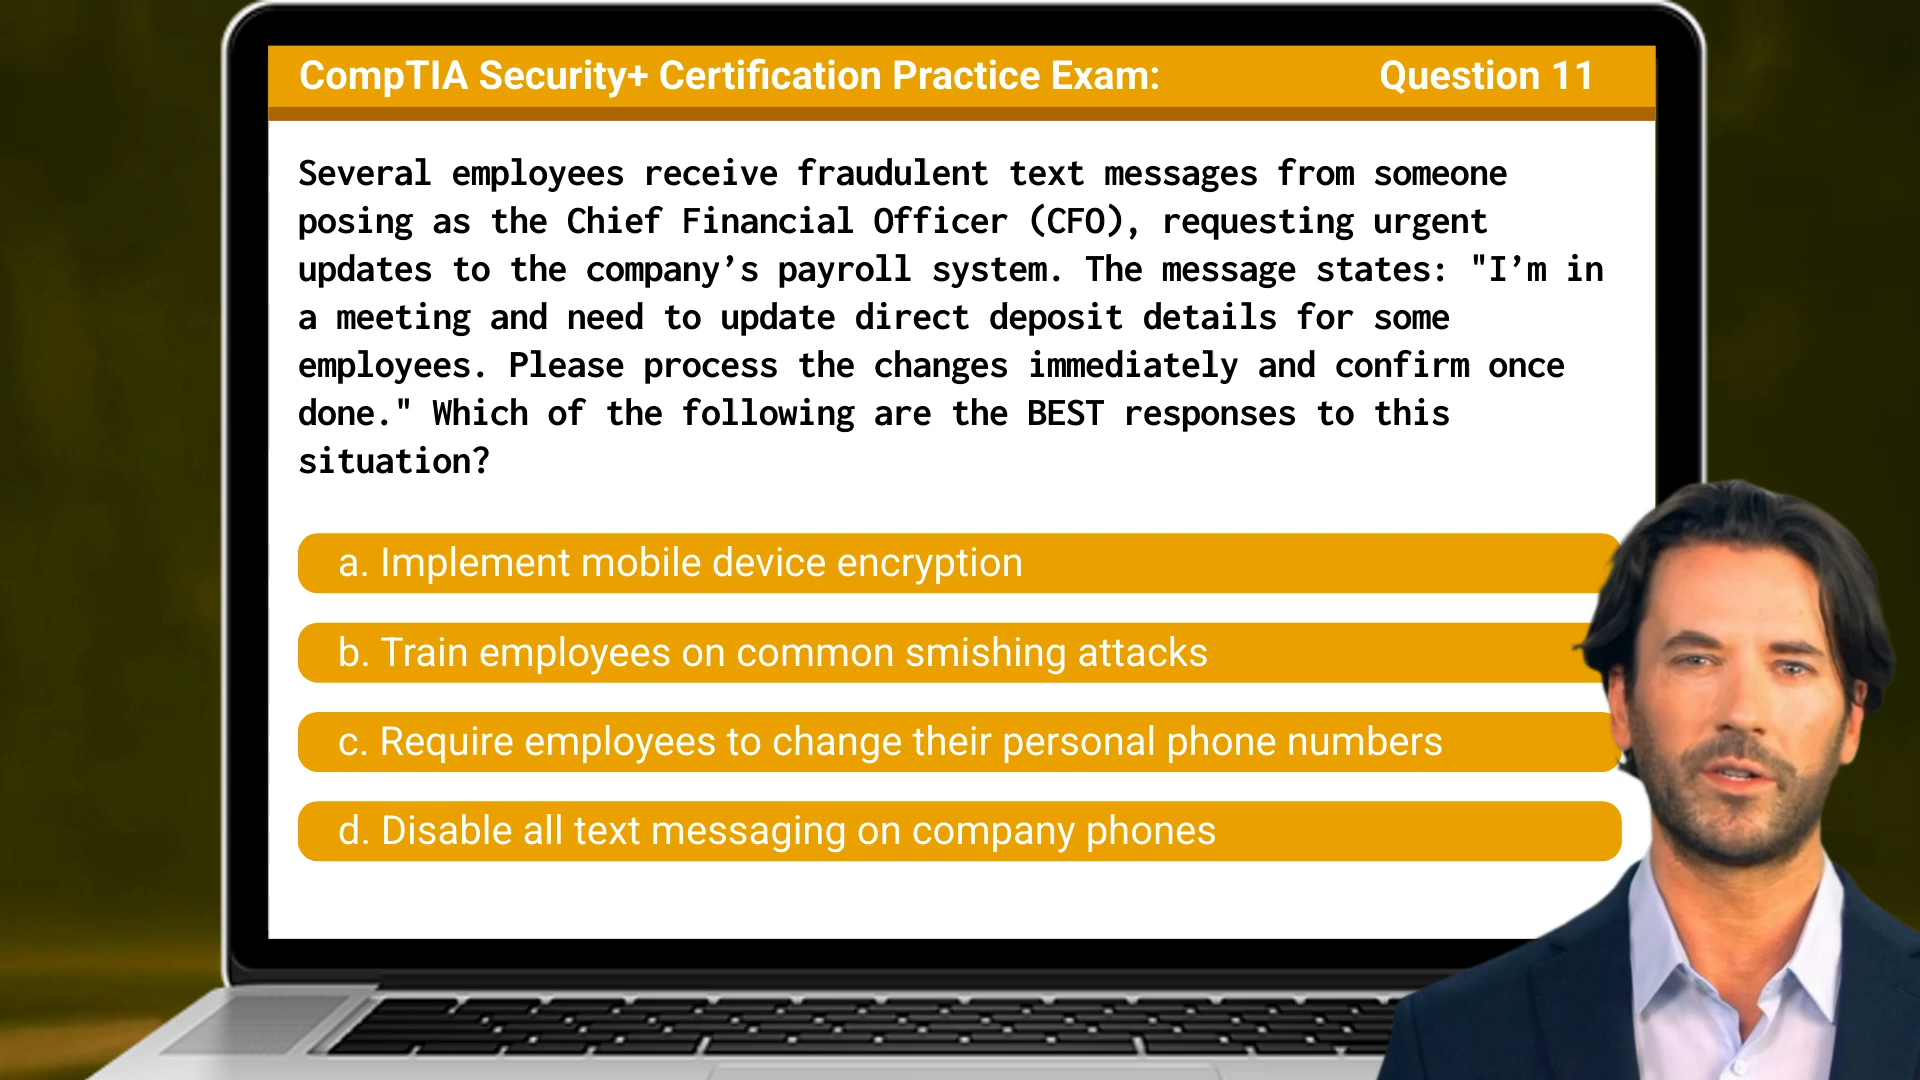 CompTIA Security+ Certification Practice Exam: Question 11
Several employees receive fraudulent text messages from someone
posing as the Chief Financial Officer (CFO), requesting urgent
updates to the company’s payroll system. The message states: "I’m in
a meeting and need to update direct deposit details for some
employees. Please process the changes immediately and confirm once
done." Which of the following are the BEST responses to this
situation?
a. Implement mobile device encryption
b. Train employees on common smishing attacks
c. Require employees to change their personal phone numbers
d. Disable all text messaging on company phones